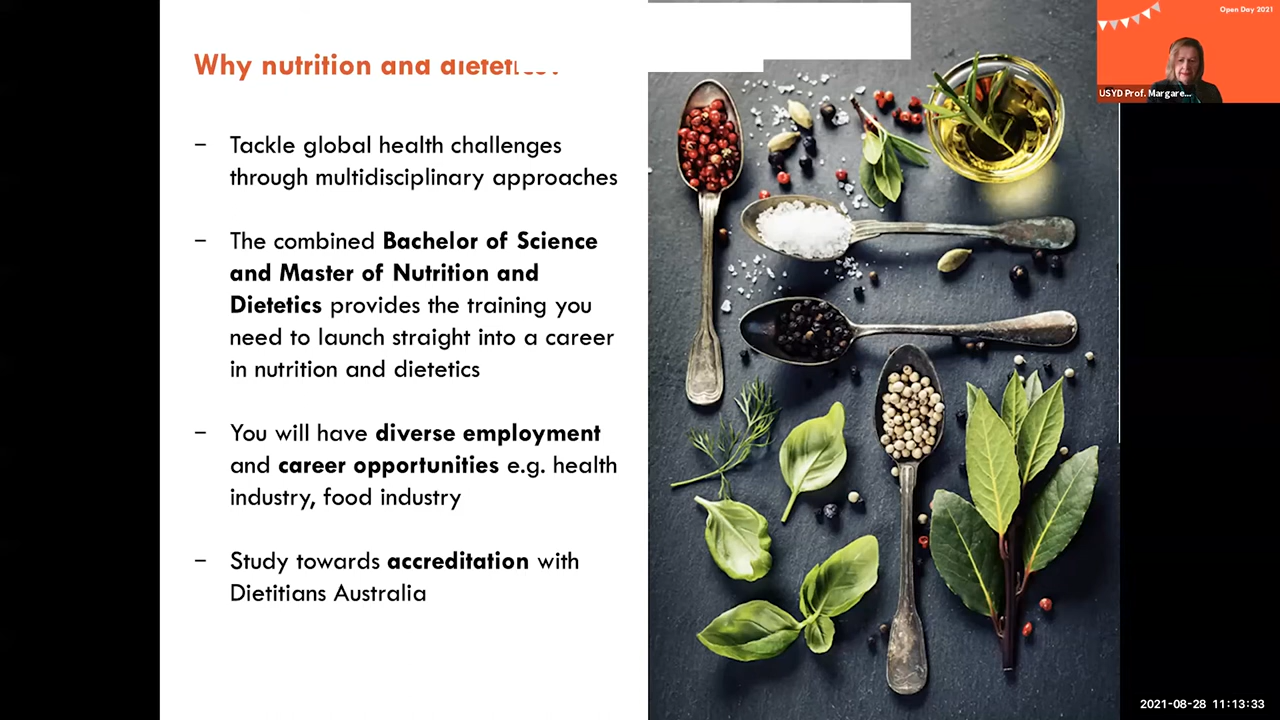 Why nutrition and
– Tackle global health challenges
through multidisciplinary approaches
– The combined Bachelor of Science
and Master of Nutrition and
Dietetics provides the training you
need to launch straight into a career
in nutrition and dietetics
– You will have diverse employment
and career opportunities e.g. health
industry, food industry
– Study towards accreditation with
Dietitians Australia
Open Day 2021
USYD Prof. Margare...
2021-08-28 11:13:33